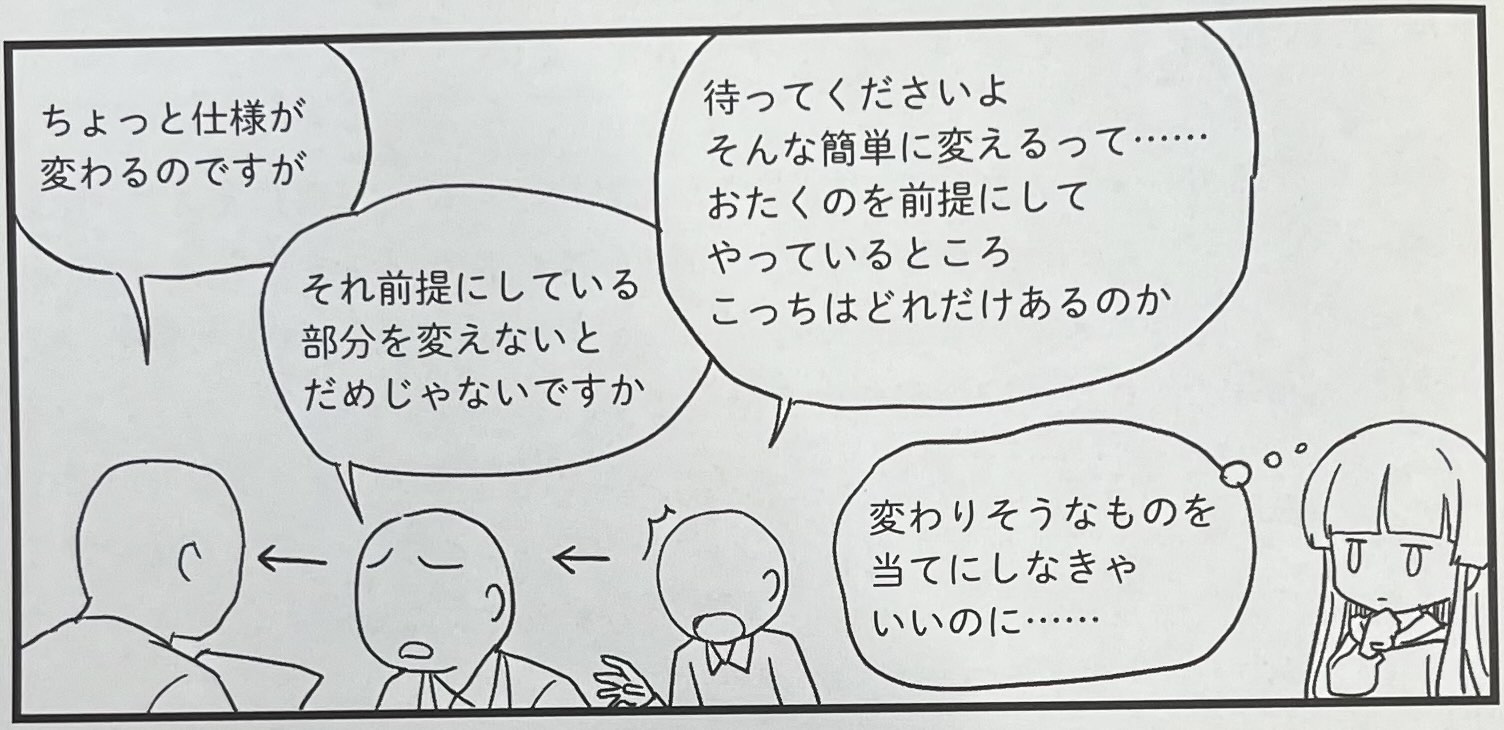 ちょっと仕様が
変わるのですが
それ前提にしている
部分を変えないと
だめじゃないですか
待ってくださいよ
そんな簡単に変えるって……
おたくのを前提にして
やっているところ
こっちはどれだけあるのか
変わりそうなものを
当てにしなきゃ
いいのに……